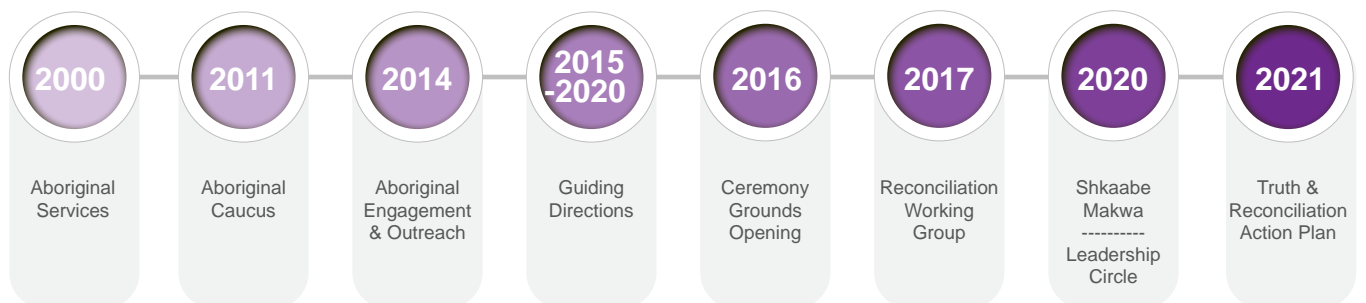 2000
Aboriginal
Services
2011
Aboriginal
Caucus
2014
Aboriginal
Engagement
& Outreach
2015
-2020
Guiding
Directions
2016
Ceremony
Grounds
Opening
2017
Reconciliation
Working
Group
2020
Shkaabe
Makwa
----------
Leadership
Circle
2021
Truth &
Reconciliation
Action Plan